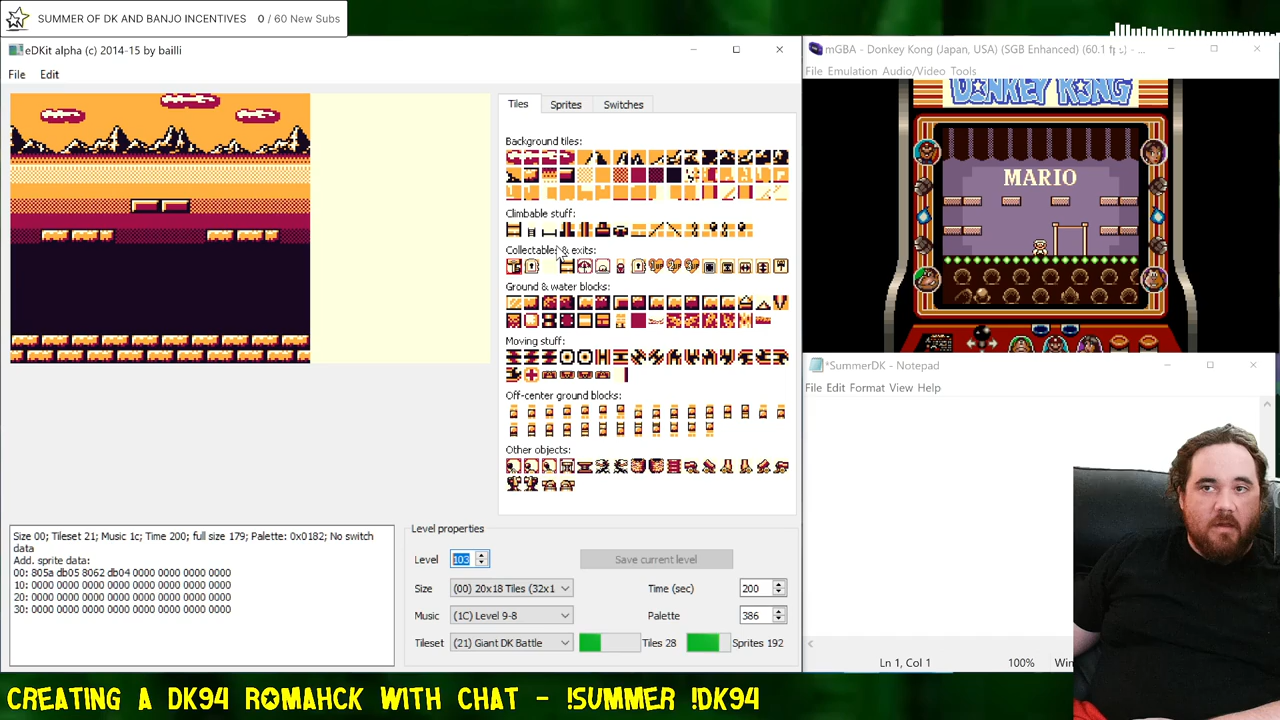 SUMMER OF DK AND BANJO INCENTIVES 0 / 60 New Subs
eDKit alpha (c) 2014-15 by bailli
File Edit
Tiles Sprites Switches
Background tiles:
Climbable stuff:
Collectables & exits:
Ground & water blocks:
Moving stuff:
Off-center ground blocks:
Other objects:
Size 00; Tileset 21; Music 1c; Time 200; full size 179; Palette: 0x0182; No switch
data
Add. sprite data:
00: 805a db05 8062 db04 0000 0000 0000 0000
10: 0000 0000 0000 0000 0000 0000 0000 0000
20: 0000 0000 0000 0000 0000 0000 0000 0000
30: 0000 0000 0000 0000 0000 0000 0000 0000
Level properties
Level 103 Save current level
Size (00) 20x18 Tiles (32x1 Time (sec) 200
Music (1C) Level 9-8 Palette 386
Tileset (21) Giant DK Battle Tiles 28 Sprites 192
mGBA - Donkey Kong (Japan, USA) (SGB Enhanced) (60.1 f
File Emulation Audio/Video Tools
DONKEY KONG
MARIO
*SummerDK - Notepad
File Edit Format View Help
Ln 1, Col 1 100% Win
CREATING A DK94 ROMAHCK WITH CHAT - !SUMMER !DK94